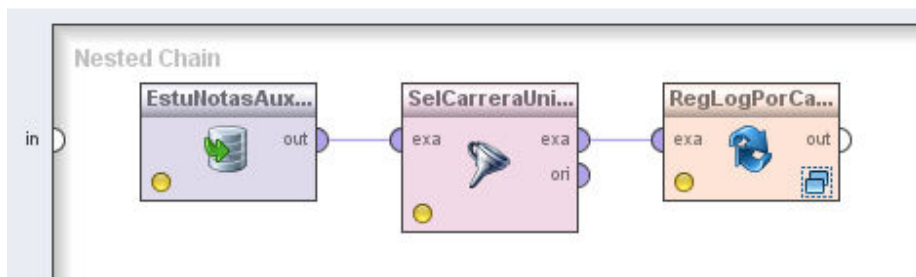 Nested Chain
EstuNotasAux... SelCarreraUni... RegLogPorCa...
in out exa exa exa out
ori